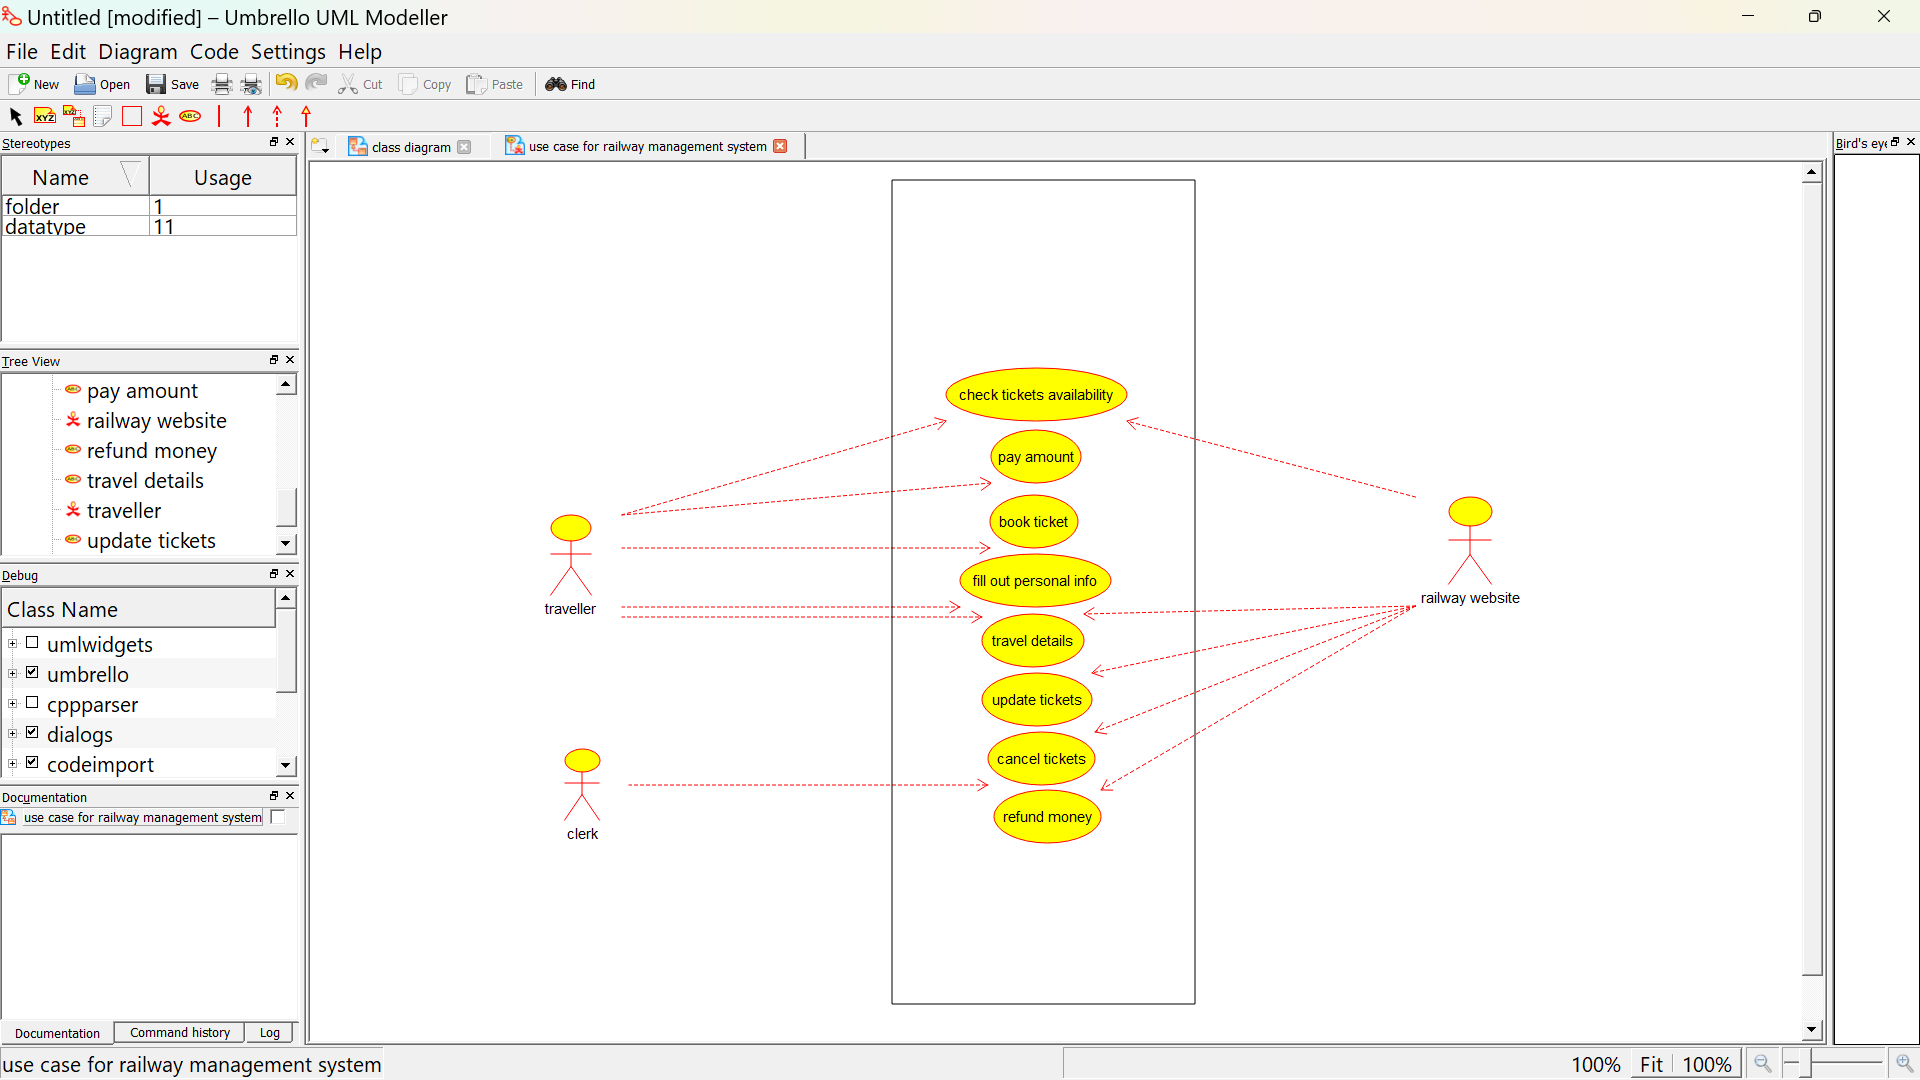 Untitled [modified] – Umbrello UML Modeller
File Edit Diagram Code Settings Help
New Open Save Cut Copy Paste Find
XYZ XYZ ABC
Stereotypes
Name Usage
folder 1
datatype 11
Tree View
pay amount
railway website
refund money
travel details
traveller
update tickets
Debug
Class Name
umlwidgets
umbrello
cppparser
dialogs
codeimport
Documentation
use case for railway management system
Documentation Command history Log
class diagram
use case for railway management system
check tickets availability
pay amount
book ticket
fill out personal info
travel details
update tickets
cancel tickets
refund money
traveller
clerk
railway website
Bird's eye
use case for railway management system
100% Fit 100%